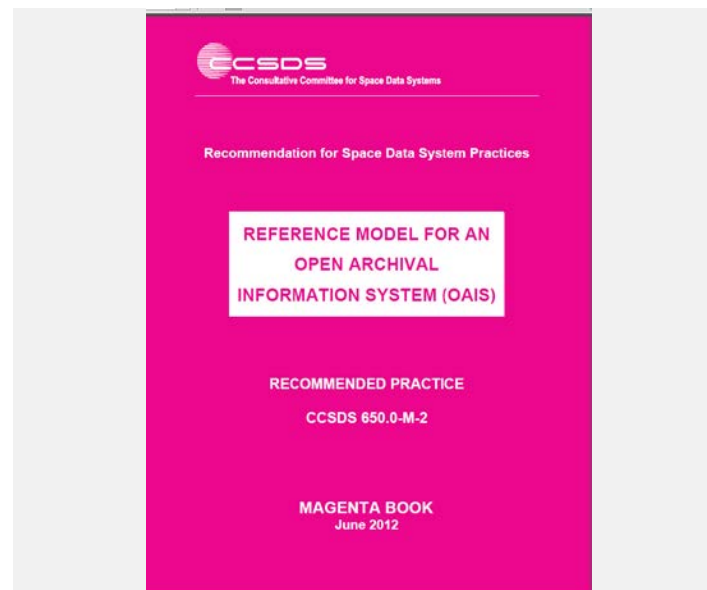 CCSDS
The Consultative Committee for Space Data Systems
Recommendation for Space Data System Practices
REFERENCE MODEL FOR AN
OPEN ARCHIVAL
INFORMATION SYSTEM (OAIS)
RECOMMENDED PRACTICE
CCSDS 650.0-M-2
MAGENTA BOOK
June 2012